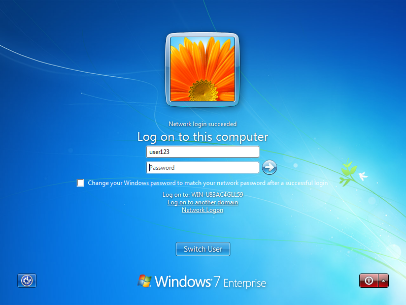 Network login succeeded.
Log on to this computer
user123
Password
Change your Windows password to match your network password after a successful login
Log on to:
Log on to another domain
Network Logon
Switch User
Windows 7 Enterprise